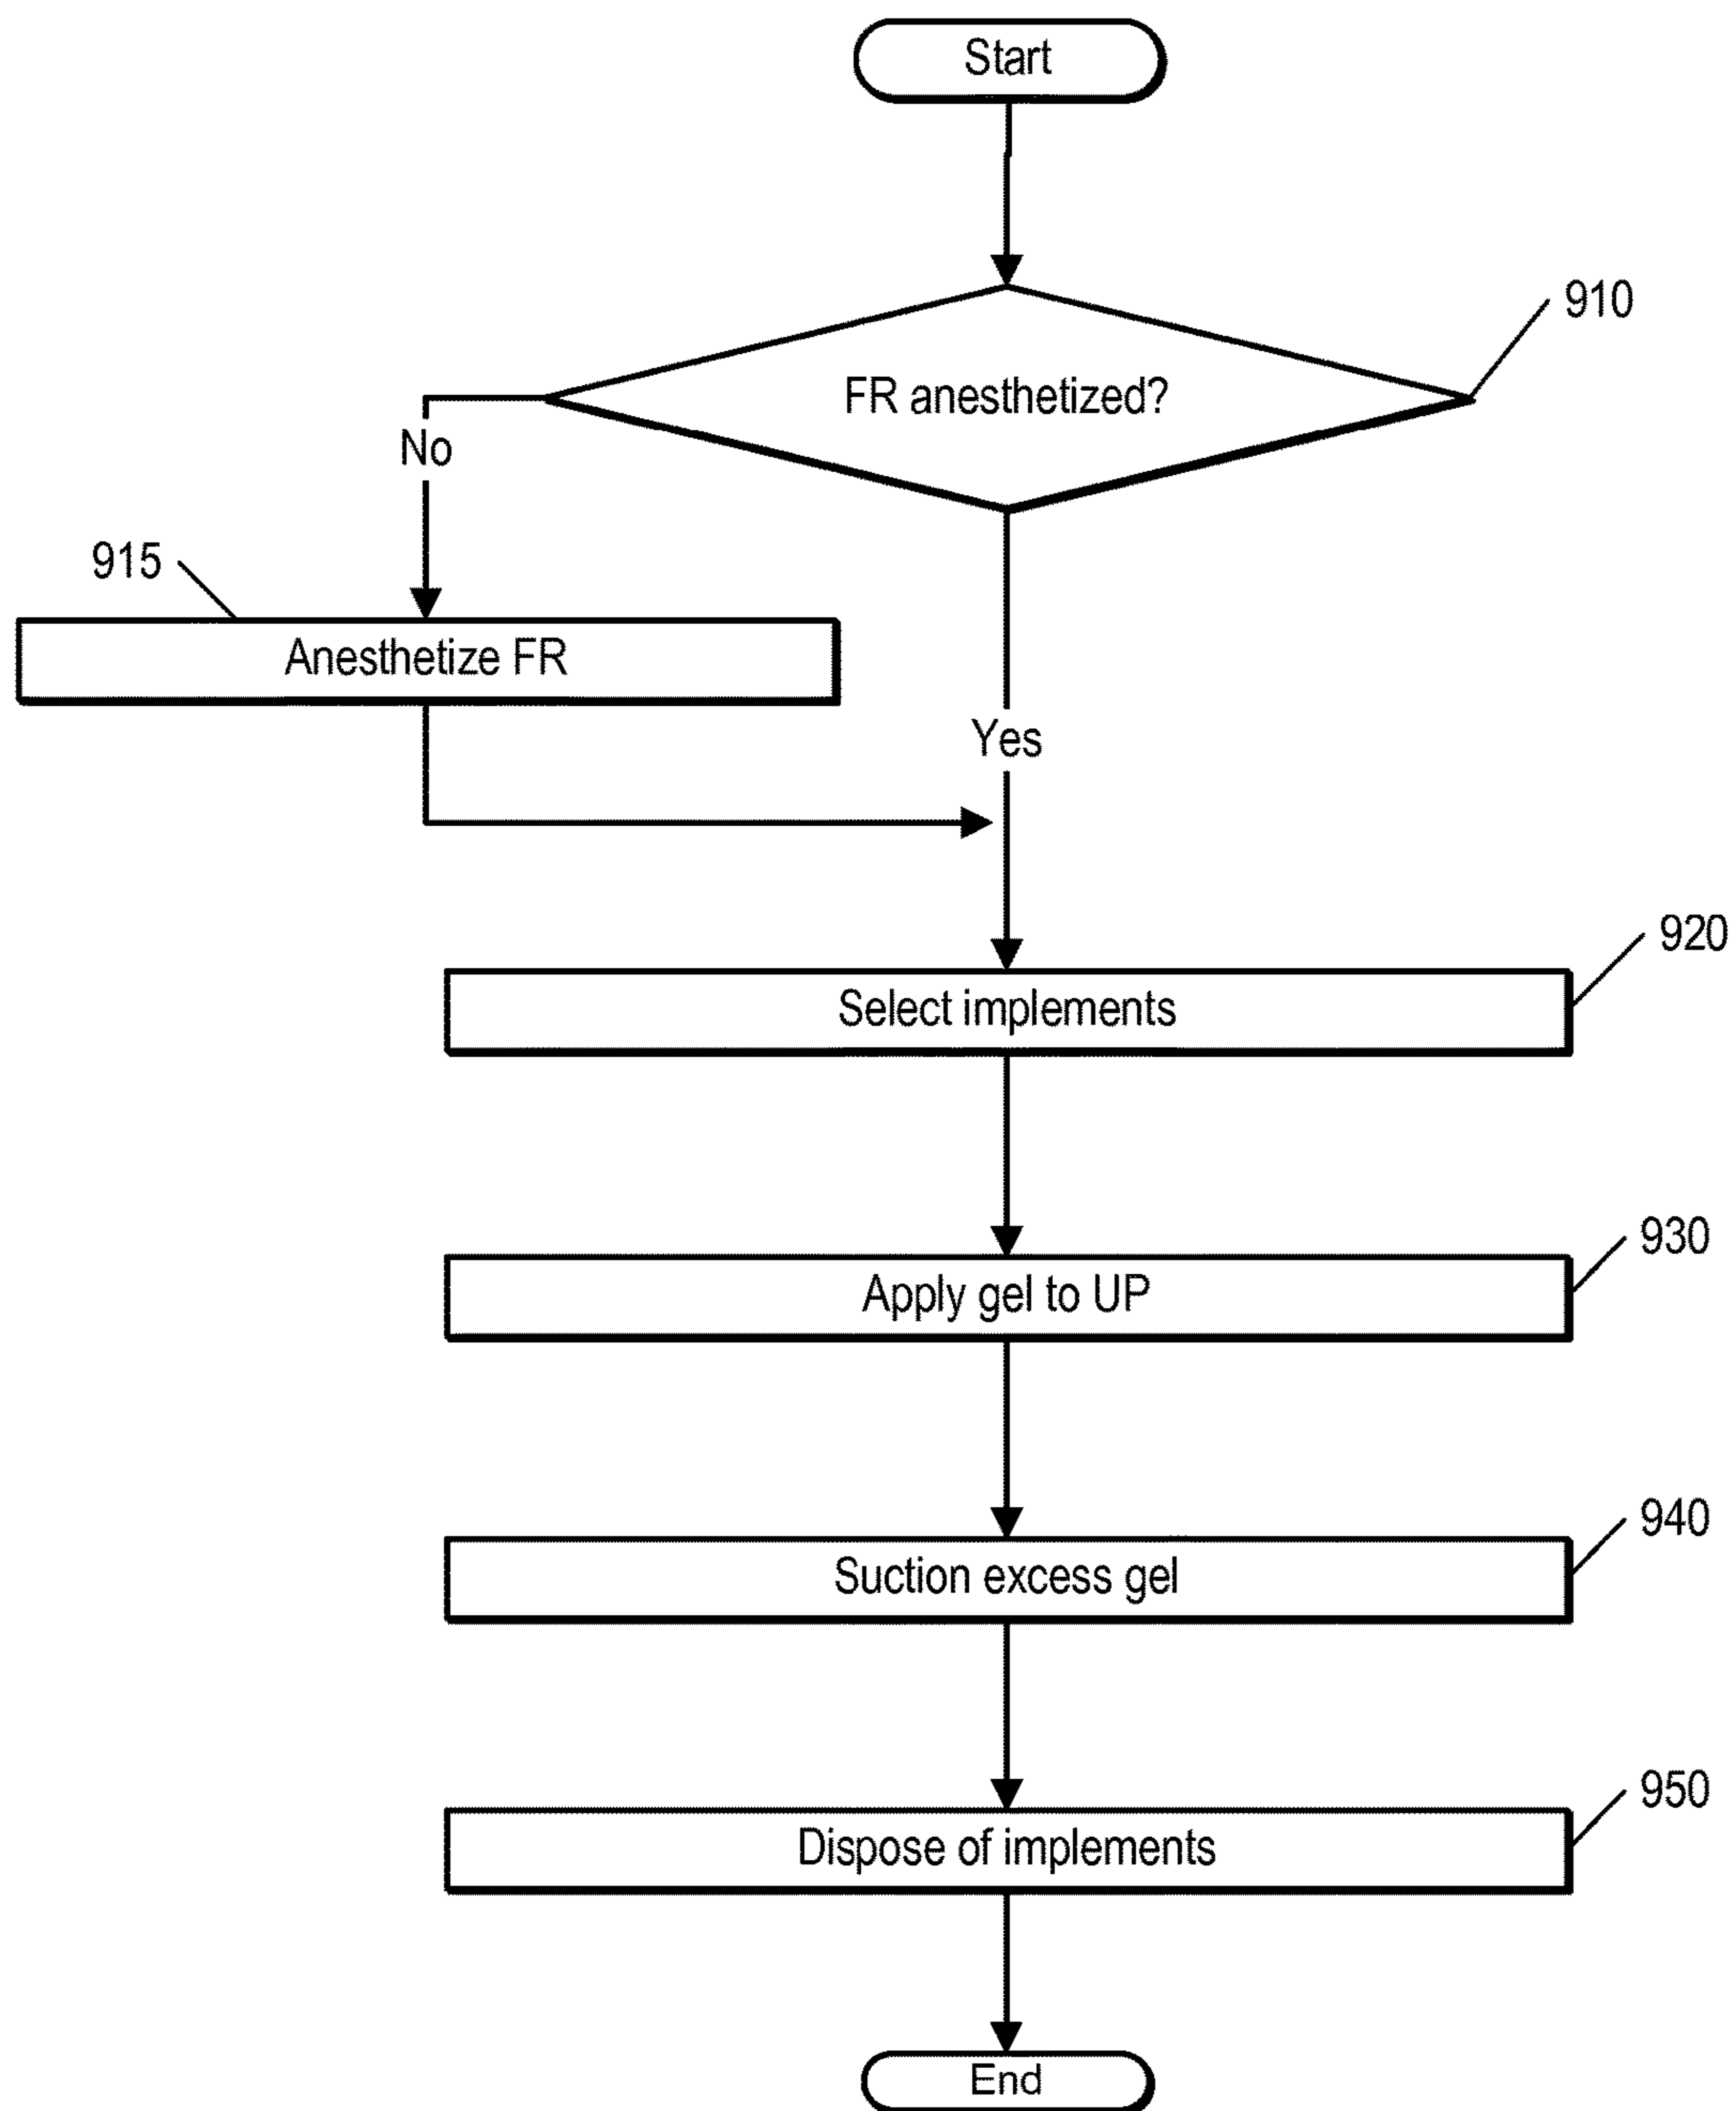 Start
910
FR anesthetized?
No
915
Anesthetize FR
Yes
920
Select implements
930
Apply gel to UP
940
Suction excess gel
950
Dispose of implements
End